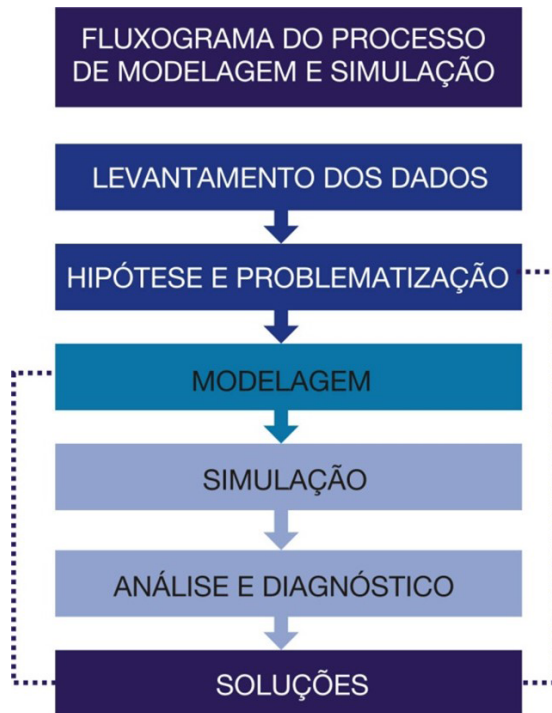 FLUXOGRAMA DO PROCESSO
DE MODELAGEM E SIMULAÇÃO
LEVANTAMENTO DOS DADOS
HIPÓTESE E PROBLEMATIZAÇÃO
MODELAGEM
SIMULAÇÃO
ANÁLISE E DIAGNÓSTICO
SOLUÇÕES